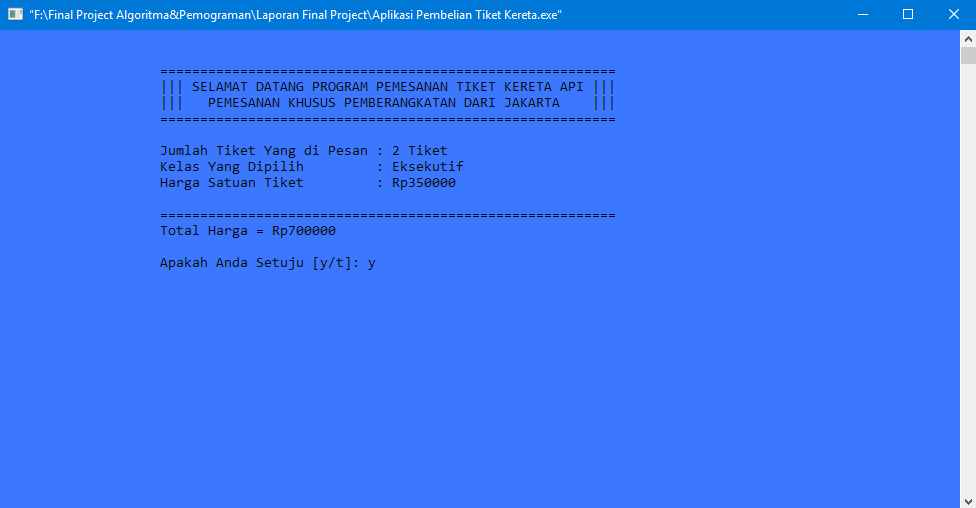 "F:\Final Project Algoritma&Pemograman\Laporan Final Project\Aplikasi Pembelian Tiket Kereta.exe"
=========================================================
||| SELAMAT DATANG PROGRAM PEMESANAN TIKET KERETA API |||
|||   PEMESANAN KHUSUS PEMBERANGKATAN DARI JAKARTA    |||
=========================================================
Jumlah Tiket Yang di Pesan : 2 Tiket
Kelas Yang Dipilih         : Eksekutif
Harga Satuan Tiket         : Rp350000
=========================================================
Total Harga = Rp700000
Apakah Anda Setuju [y/t]: y